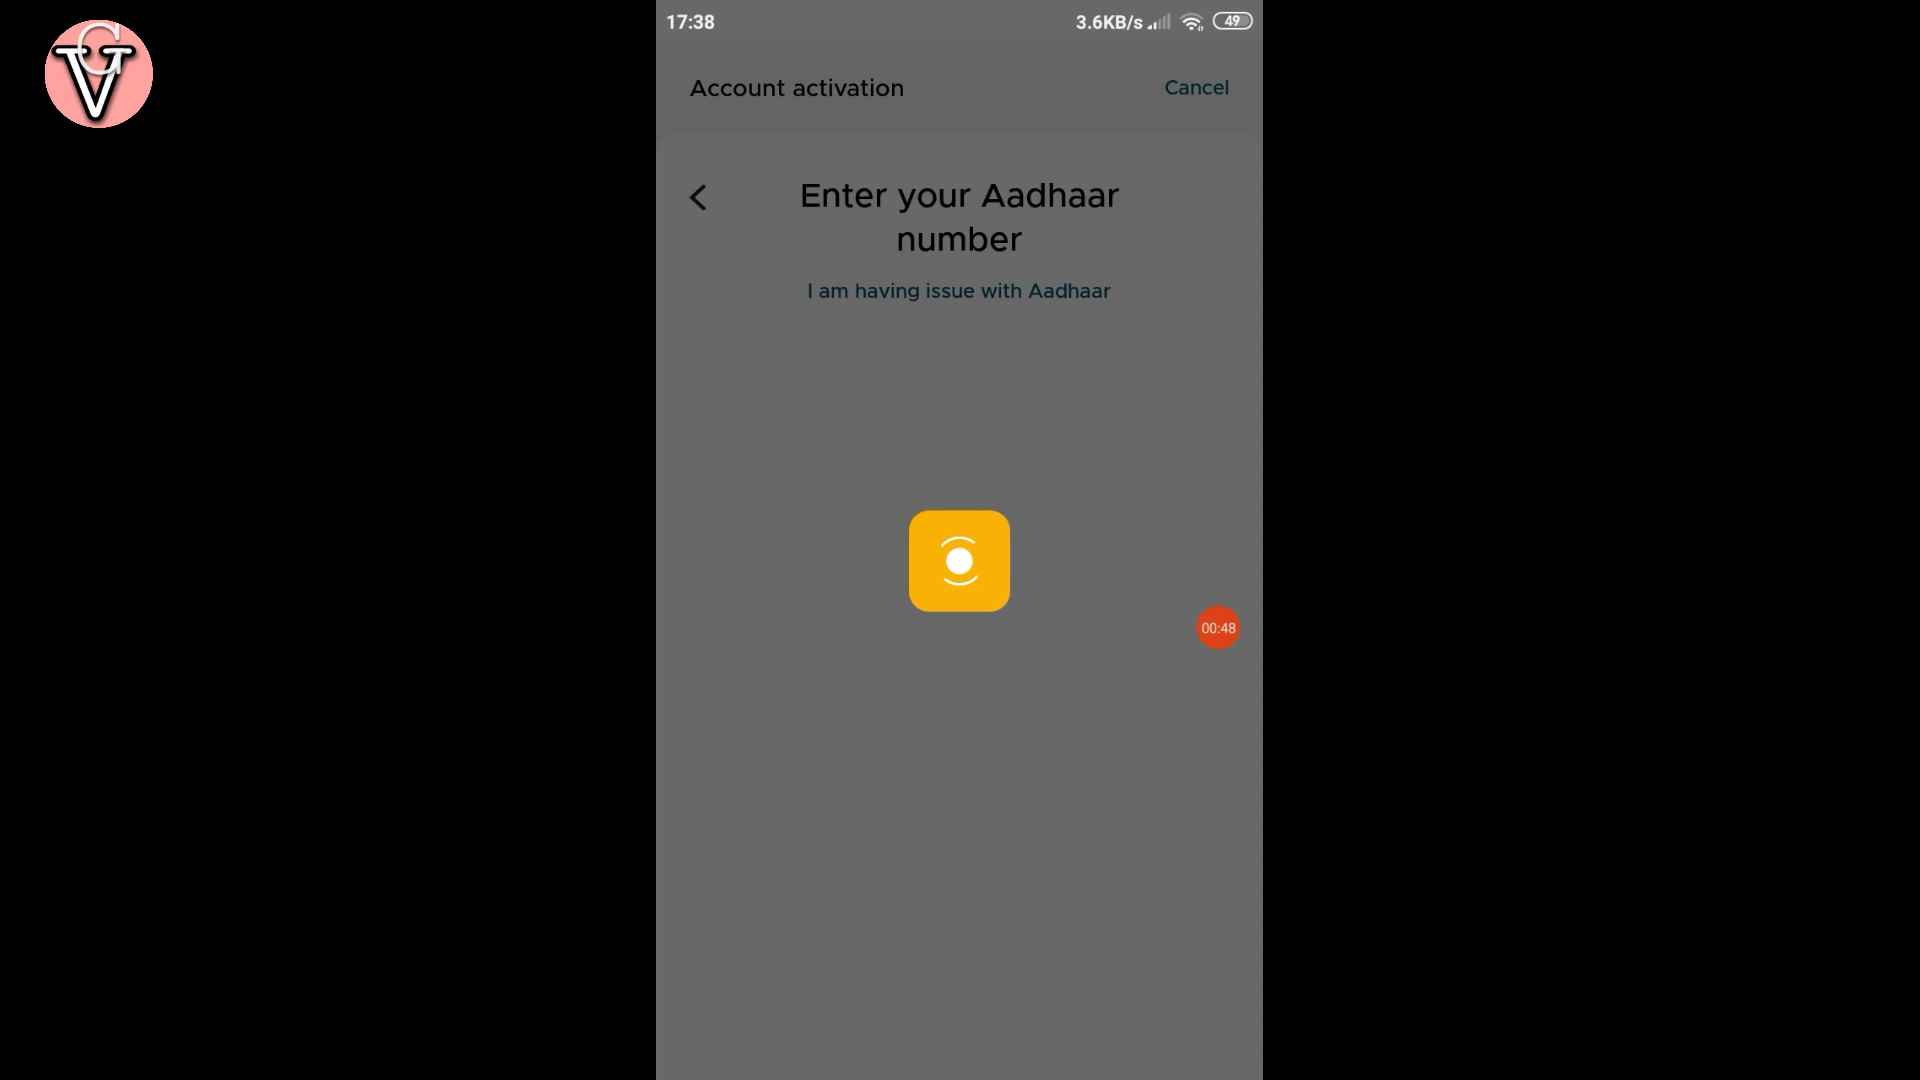 GV
17:38
3.6KB/s
49
Account activation
Cancel
Enter your Aadhaar
number
I am having issue with Aadhaar
00:48